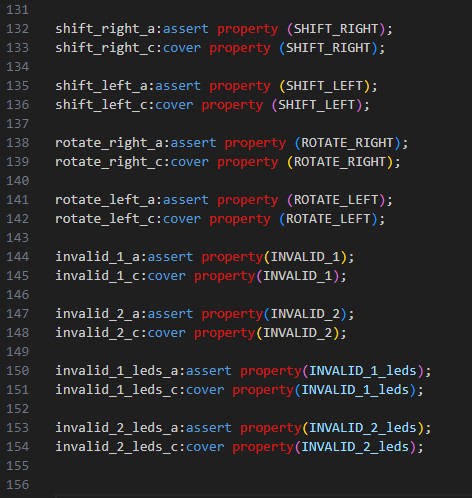 131
132 shift_right_a:assert property (SHIFT_RIGHT);
133 shift_right_c:cover property (SHIFT_RIGHT);
134
135 shift_left_a:assert property (SHIFT_LEFT);
136 shift_left_c:cover property (SHIFT_LEFT);
137
138 rotate_right_a:assert property (ROTATE_RIGHT);
139 rotate_right_c:cover property (ROTATE_RIGHT);
140
141 rotate_left_a:assert property (ROTATE_LEFT);
142 rotate_left_c:cover property (ROTATE_LEFT);
143
144 invalid_1_a:assert property(INVALID_1);
145 invalid_1_c:cover property(INVALID_1);
146
147 invalid_2_a:assert property(INVALID_2);
148 invalid_2_c:cover property(INVALID_2);
149
150 invalid_1_leds_a:assert property(INVALID_1_leds);
151 invalid_1_leds_c:cover property(INVALID_1_leds);
152
153 invalid_2_leds_a:assert property(INVALID_2_leds);
154 invalid_2_leds_c:cover property(INVALID_2_leds);
155
156